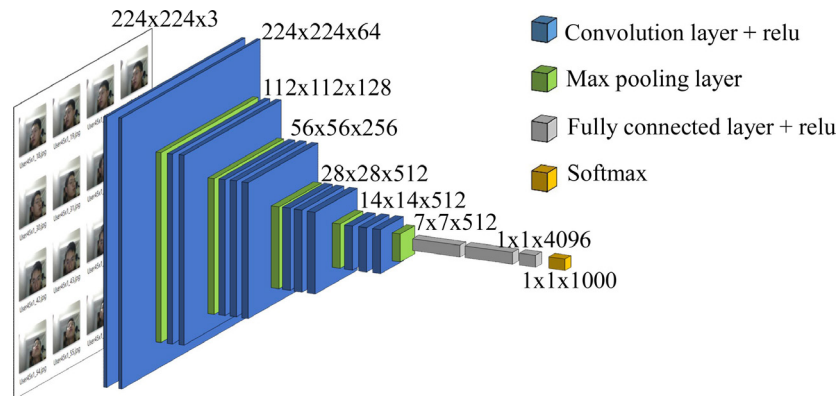 224x224x3
224x224x64
112x112x128
56x56x256
28x28x512
14x14x512
7x7x512
1x1x4096
1x1x1000
Convolution layer + relu
Max pooling layer
Fully connected layer + relu
Softmax